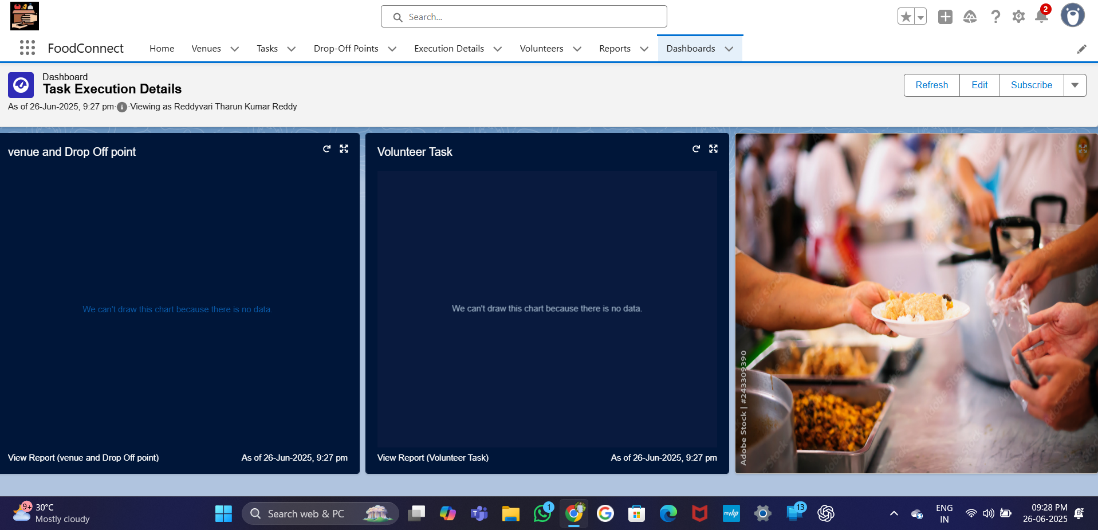 Search...
2
FoodConnect
Home
Venues
Tasks
Drop-Off Points
Execution Details
Volunteers
Reports
Dashboards
Dashboard
Task Execution Details
As of 26-Jun-2025, 9:27 pm·Viewing as Reddyvari Tharun Kumar Reddy
Refresh
Edit
Subscribe
venue and Drop Off point
We can't draw this chart because there is no data.
View Report (venue and Drop Off point)
As of 26-Jun-2025, 9:27 pm
Volunteer Task
We can't draw this chart because there is no data.
View Report (Volunteer Task)
As of 26-Jun-2025, 9:27 pm
Adobe Stock | #243309390
30°C
Mostly cloudy
Search web & PC
1
13
ENG
IN
09:28 PM
26-06-2025